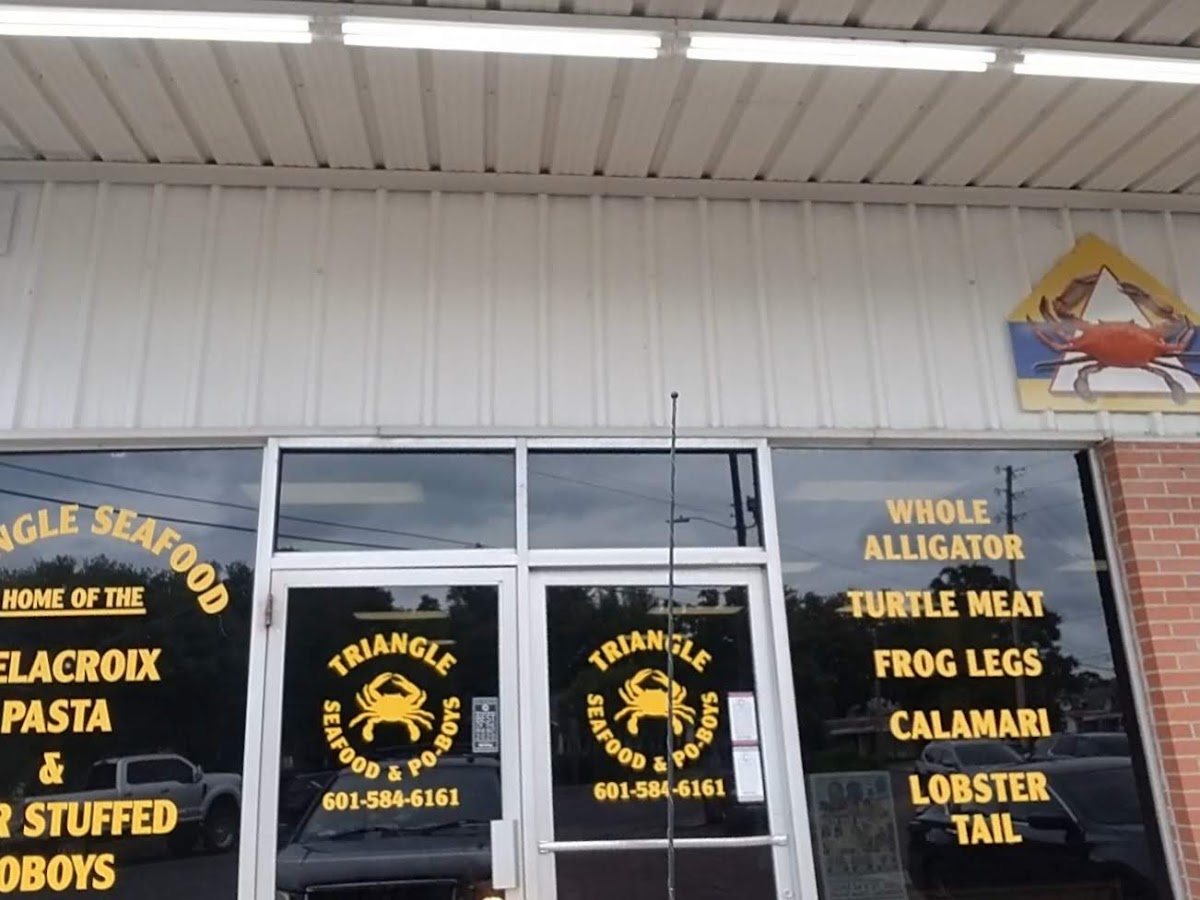 NGLE SEAFOOD
HOME OF THE
ELACROIX
PASTA
&
R STUFFED
OBOYS
TRIANGLE
SEAFOOD & PO-BOYS
601-584-6161
TRIANGLE
SEAFOOD & PO-BOYS
601-584-6161
WHOLE
ALLIGATOR
TURTLE MEAT
FROG LEGS
CALAMARI
LOBSTER
TAIL
BEST